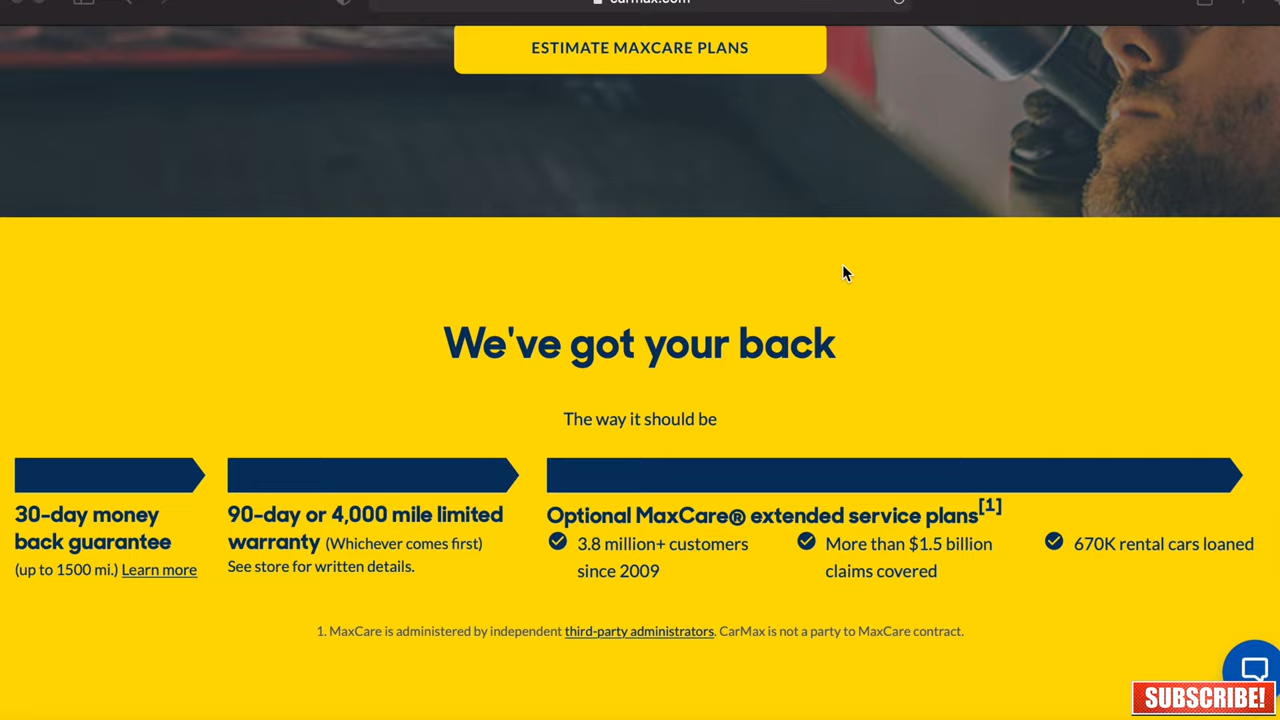 carmax.com
ESTIMATE MAXCARE PLANS
We've got your back
The way it should be
30-day money
back guarantee
(up to 1500 mi.) Learn more
90-day or 4,000 mile limited
warranty (Whichever comes first)
See store for written details.
Optional MaxCare® extended service plans[1]
3.8 million+ customers
since 2009
More than $1.5 billion
claims covered
670K rental cars loaned
1. MaxCare is administered by independent third-party administrators. CarMax is not a party to MaxCare contract.
SUBSCRIBE!